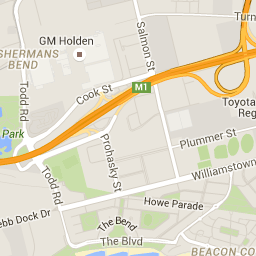 Turn
GM Holden
Salmon St
SHERMANS
BEND
Cook St
Todd Rd
M1
Toyota
Reg
Park
Plummer St
Prohasky St
Williamstown
Todd Rd
Howe Parade
ebb Dock Dr
The Bend
The Blvd
BEACON CO